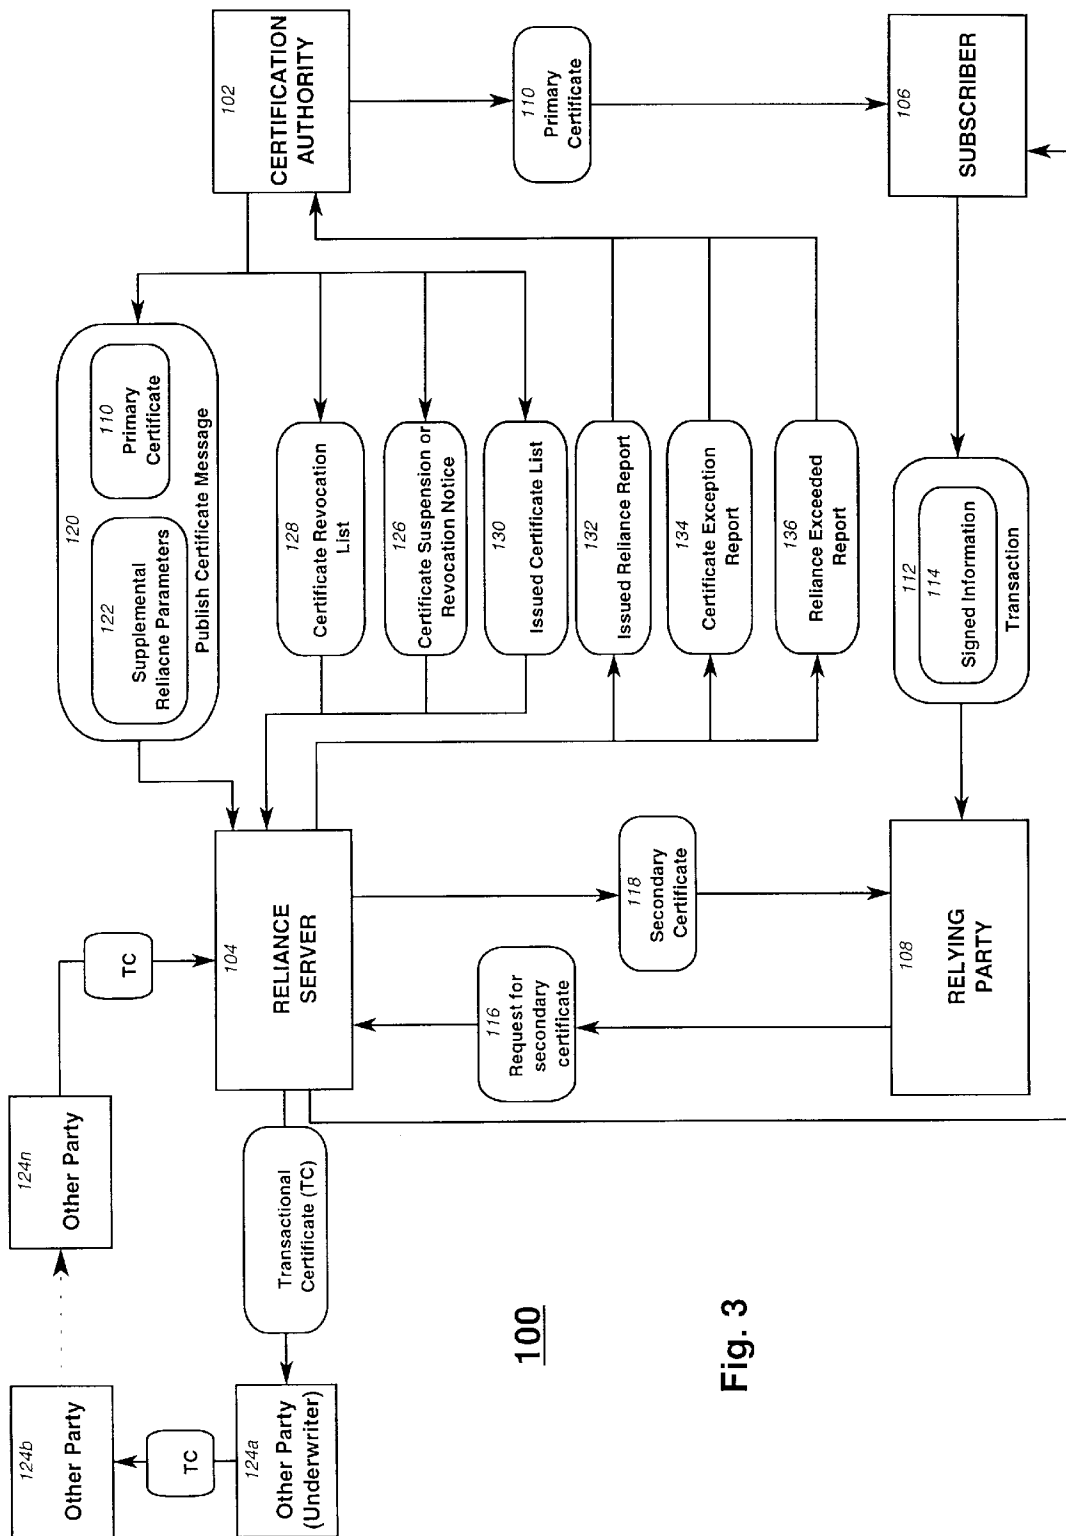 124b
Other Party
TC
124a
Other Party
(Underwriter)
124n
Other Party
TC
Transactional
Certificate (TC)
104
RELIANCE
SERVER
120
122
Supplemental
Reliacne Parameters
110
Primary
Certificate
Publish Certificate Message
128
Certificate Revocation
List
126
Certificate Suspension or
Revocation Notice
130
Issued Certificate List
132
Issued Reliance Report
134
Certificate Exception
Report
136
Reliance Exceeded
Report
102
CERTIFICATION
AUTHORITY
110
Primary
Certificate
106
SUBSCRIBER
116
Request for
secondary
certificate
118
Secondary
Certificate
108
RELYING
PARTY
112
114
Signed Information
Transaction
100
Fig. 3